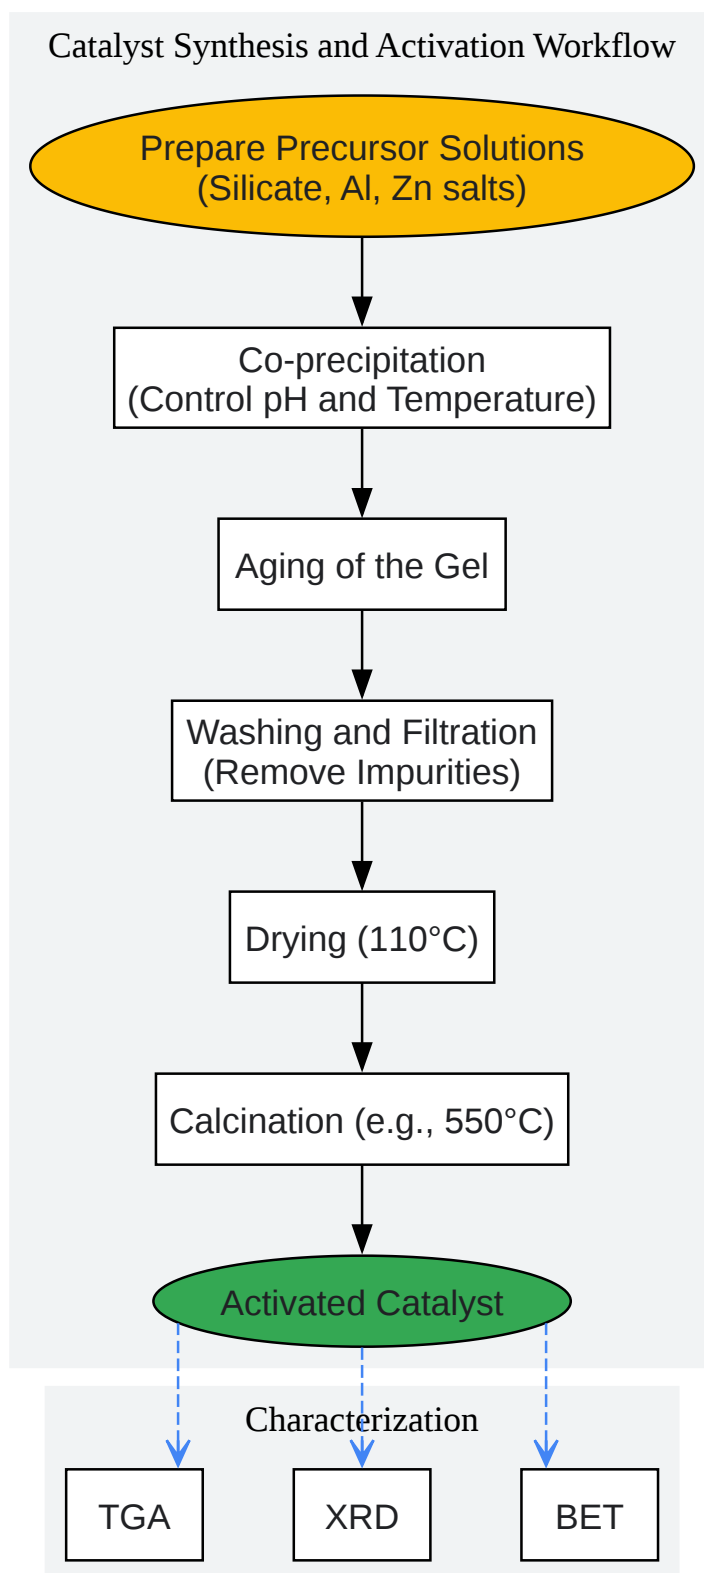 Catalyst Synthesis and Activation Workflow
Prepare Precursor Solutions
(Silicate, Al, Zn salts)
Co-precipitation
(Control pH and Temperature)
Aging of the Gel
Washing and Filtration
(Remove Impurities)
Drying (110°C)
Calcination (e.g., 550°C)
Activated Catalyst
Characterization
TGA
XRD
BET